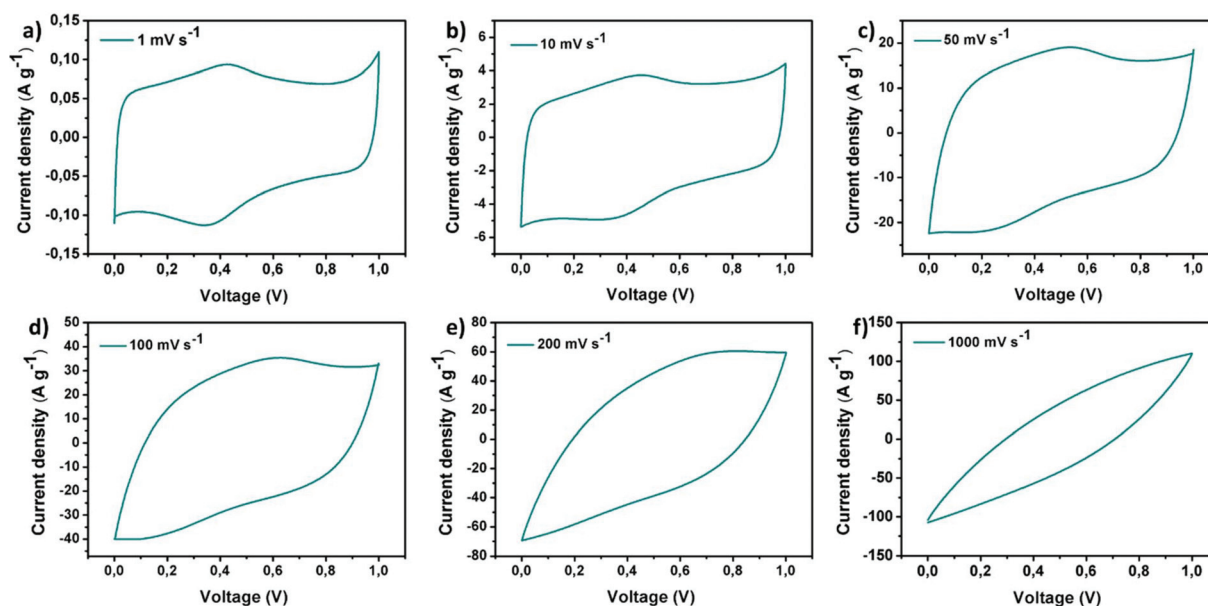 a)
1 mV s⁻¹
0,15
0,10
0,05
0,00
-0,05
-0,10
-0,15
Current density (A g⁻¹)
0,0 0,2 0,4 0,6 0,8 1,0
Voltage (V)
b)
10 mV s⁻¹
6
4
2
0
-2
-4
-6
Current density (A g⁻¹)
0,0 0,2 0,4 0,6 0,8 1,0
Voltage (V)
c)
50 mV s⁻¹
20
10
0
-10
-20
Current density (A g⁻¹)
0,0 0,2 0,4 0,6 0,8 1,0
Voltage (V)
d)
100 mV s⁻¹
50
40
30
20
10
0
-10
-20
-30
-40
Current density (A g⁻¹)
0,0 0,2 0,4 0,6 0,8 1,0
Voltage (V)
e)
200 mV s⁻¹
80
60
40
20
0
-20
-40
-60
-80
Current density (A g⁻¹)
0,0 0,2 0,4 0,6 0,8 1,0
Voltage (V)
f)
1000 mV s⁻¹
150
100
50
0
-50
-100
-150
Current density (A g⁻¹)
0,0 0,2 0,4 0,6 0,8 1,0
Voltage (V)